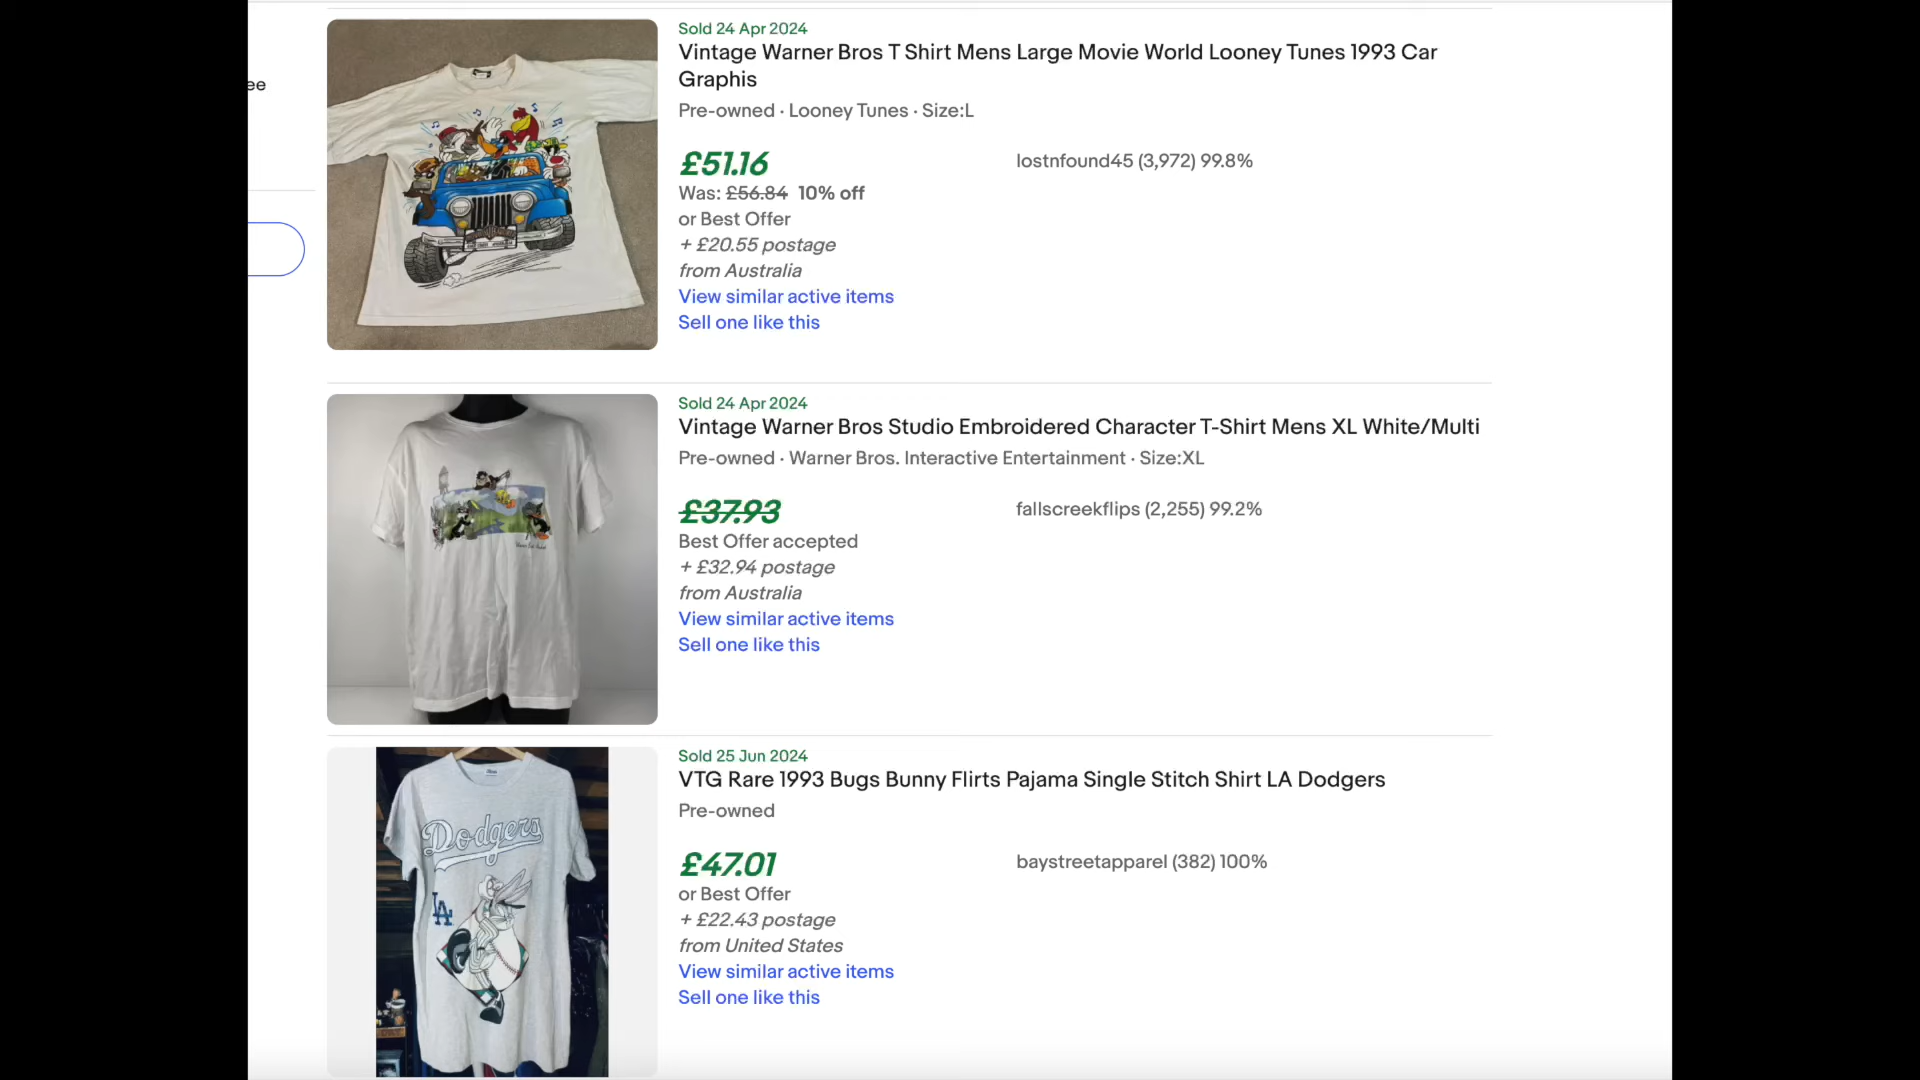 ee
Sold 24 Apr 2024
Vintage Warner Bros T Shirt Mens Large Movie World Looney Tunes 1993 Car
Graphis
Pre-owned · Looney Tunes · Size:L
£51.16
lostnfound45 (3,972) 99.8%
Was: £56.84 10% off
or Best Offer
+ £20.55 postage
from Australia
View similar active items
Sell one like this
Sold 24 Apr 2024
Vintage Warner Bros Studio Embroidered Character T-Shirt Mens XL White/Multi
Pre-owned · Warner Bros. Interactive Entertainment · Size:XL
£37.93
fallscreekflips (2,255) 99.2%
Best Offer accepted
+ £32.94 postage
from Australia
View similar active items
Sell one like this
Sold 25 Jun 2024
VTG Rare 1993 Bugs Bunny Flirts Pajama Single Stitch Shirt LA Dodgers
Pre-owned
£47.01
baystreetapparel (382) 100%
or Best Offer
+ £22.43 postage
from United States
View similar active items
Sell one like this
Dodgers
LA